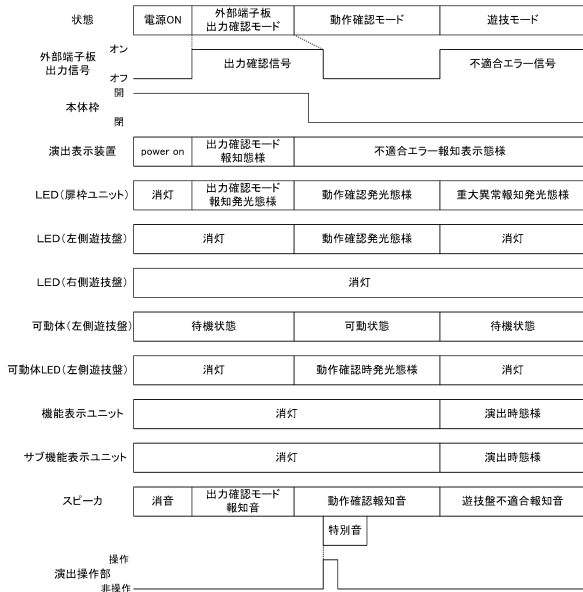 状態
電源ON
外部端子板
出力確認モード
動作確認モード
遊技モード
外部端子板
出力信号
オン
オフ
出力確認信号
不適合エラー信号
本体枠
開
閉
演出表示装置
power on
出力確認モード
報知態様
不適合エラー報知表示態様
LED(扉枠ユニット)
消灯
出力確認モード
報知発光態様
動作確認発光態様
重大異常報知発光態様
LED(左側遊技盤)
消灯
動作確認発光態様
消灯
LED(右側遊技盤)
消灯
可動体(左側遊技盤)
待機状態
可動状態
待機状態
可動体LED(左側遊技盤)
消灯
動作確認時発光態様
消灯
機能表示ユニット
消灯
演出時態様
サブ機能表示ユニット
消灯
演出時態様
スピーカ
消音
出力確認モード
報知音
動作確認報知音
遊技盤不適合報知音
特別音
演出操作部
操作
非操作